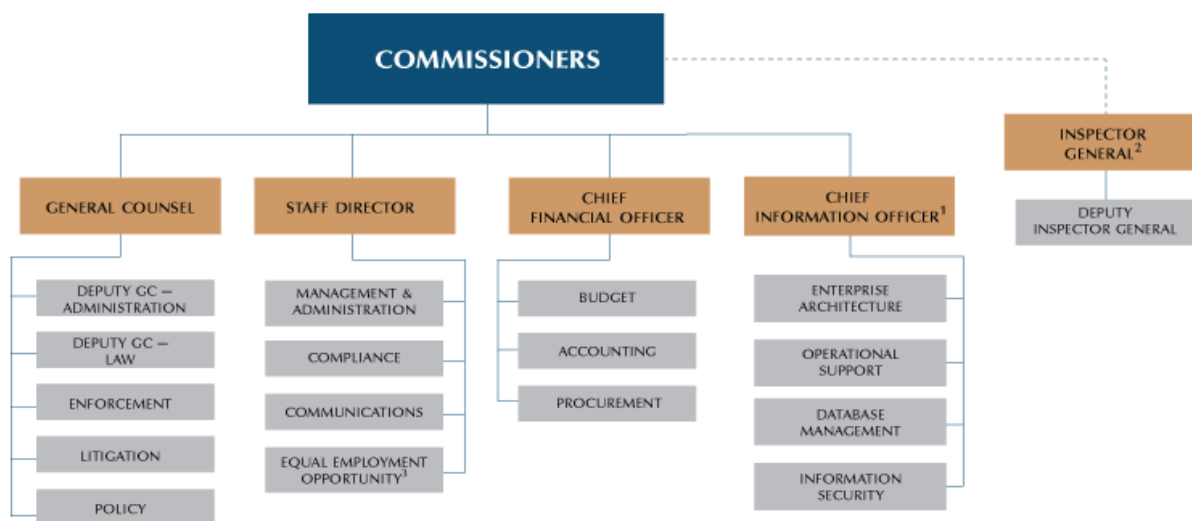 COMMISSIONERS
INSPECTOR
GENERAL²
DEPUTY
INSPECTOR GENERAL
GENERAL COUNSEL
DEPUTY GC —
ADMINISTRATION
DEPUTY GC —
LAW
ENFORCEMENT
LITIGATION
POLICY
STAFF DIRECTOR
MANAGEMENT &
ADMINISTRATION
COMPLIANCE
COMMUNICATIONS
EQUAL EMPLOYMENT
OPPORTUNITY³
CHIEF
FINANCIAL OFFICER
BUDGET
ACCOUNTING
PROCUREMENT
CHIEF
INFORMATION OFFICER¹
ENTERPRISE
ARCHITECTURE
OPERATIONAL
SUPPORT
DATABASE
MANAGEMENT
INFORMATION
SECURITY